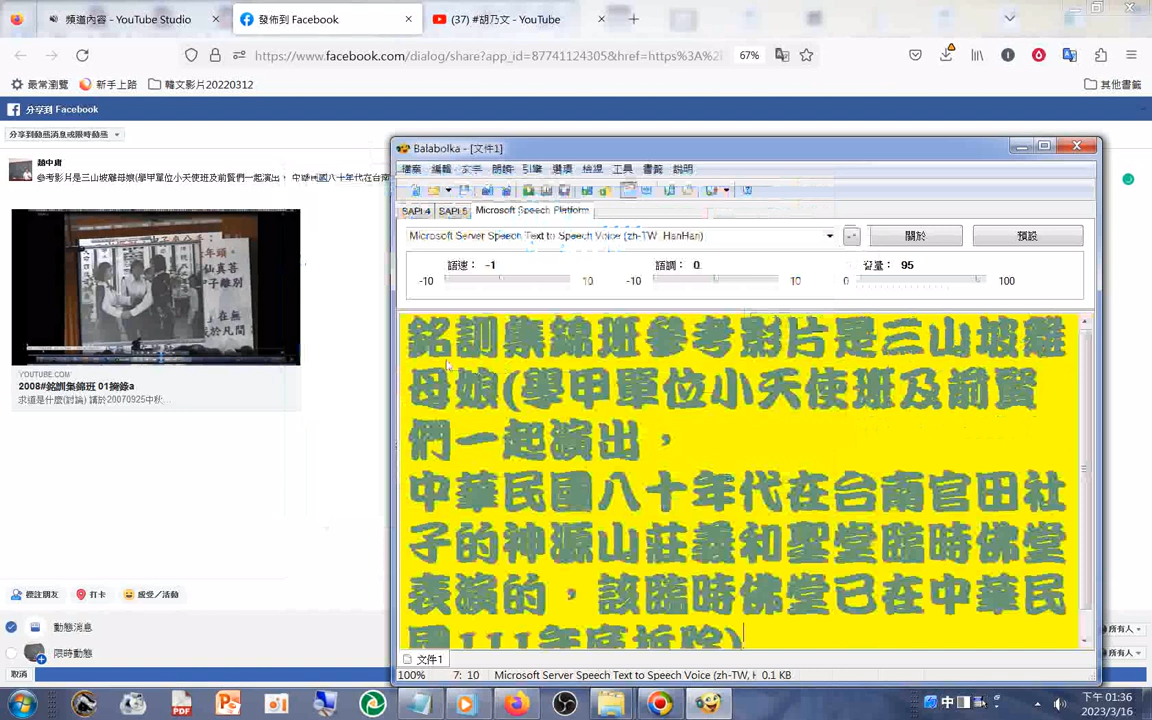 頻道內容 - YouTube Studio
發佈到 Facebook
(37) #胡乃文 - YouTube
https://www.facebook.com/dialog/share?app_id=87741124305&href=https%3A%2
67%
最常瀏覽
新手上路
韓文影片20220312
其他書籤
分享到 Facebook
分享到動態消息或限時動態
趙中庸
參考影片是三山坡離母娘(學甲單位小天使班及前賢們一起演出,
YOUTUBE.COM
2008#銘訓集錦班 01摘錄a
求道是什麼(討論) 請於20070925中秋...
標註朋友
打卡
感受/活動
動態消息
限時動態
取消
所有人
所有人
Balabolka - [文件1]
檔案 編輯 文字 朗讀 引擎 選項 檢視 工具 書籤 說明
SAPI 4 SAPI 5 Microsoft Speech Platform
Microsoft Server Speech Text to Speech Voice (zh-TW, HanHan)
關於
預設
語速: -1
語調: 0
音量: 95
-10 10 -10 10 0 100
銘訓集錦班參考影片是三山坡離
母娘(學甲單位小天使班及前賢
們一起演出,
中華民國八十年代在台南官田社
子的神源山莊義和聖堂臨時佛堂
表演的,該臨時佛堂已在中華民
國111年底拆除)
文件1
100% 7: 10 Microsoft Server Speech Text to Speech Voice (zh-TW, H 0.1 KB
中
下午 01:36
2023/3/16